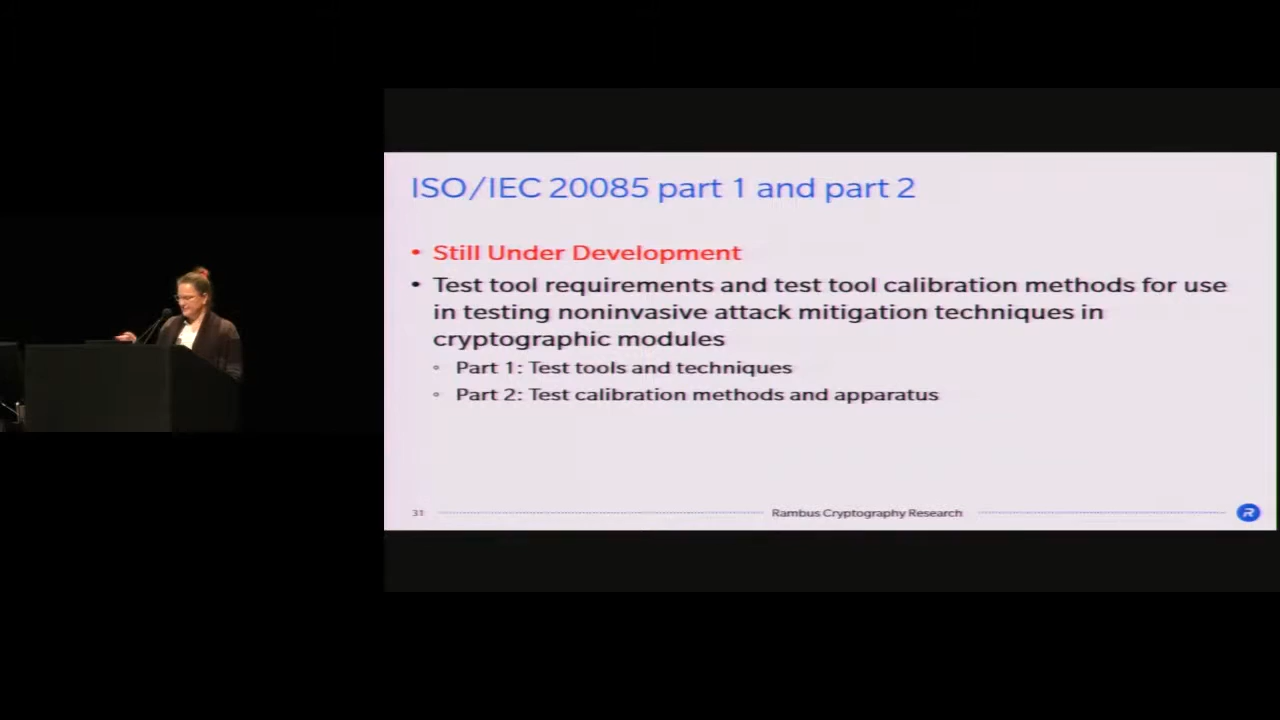 ISO/IEC 20085 part 1 and part 2
• Still Under Development
• Test tool requirements and test tool calibration methods for use
in testing noninvasive attack mitigation techniques in
cryptographic modules
◦ Part 1: Test tools and techniques
◦ Part 2: Test calibration methods and apparatus
31 Rambus Cryptography Research R